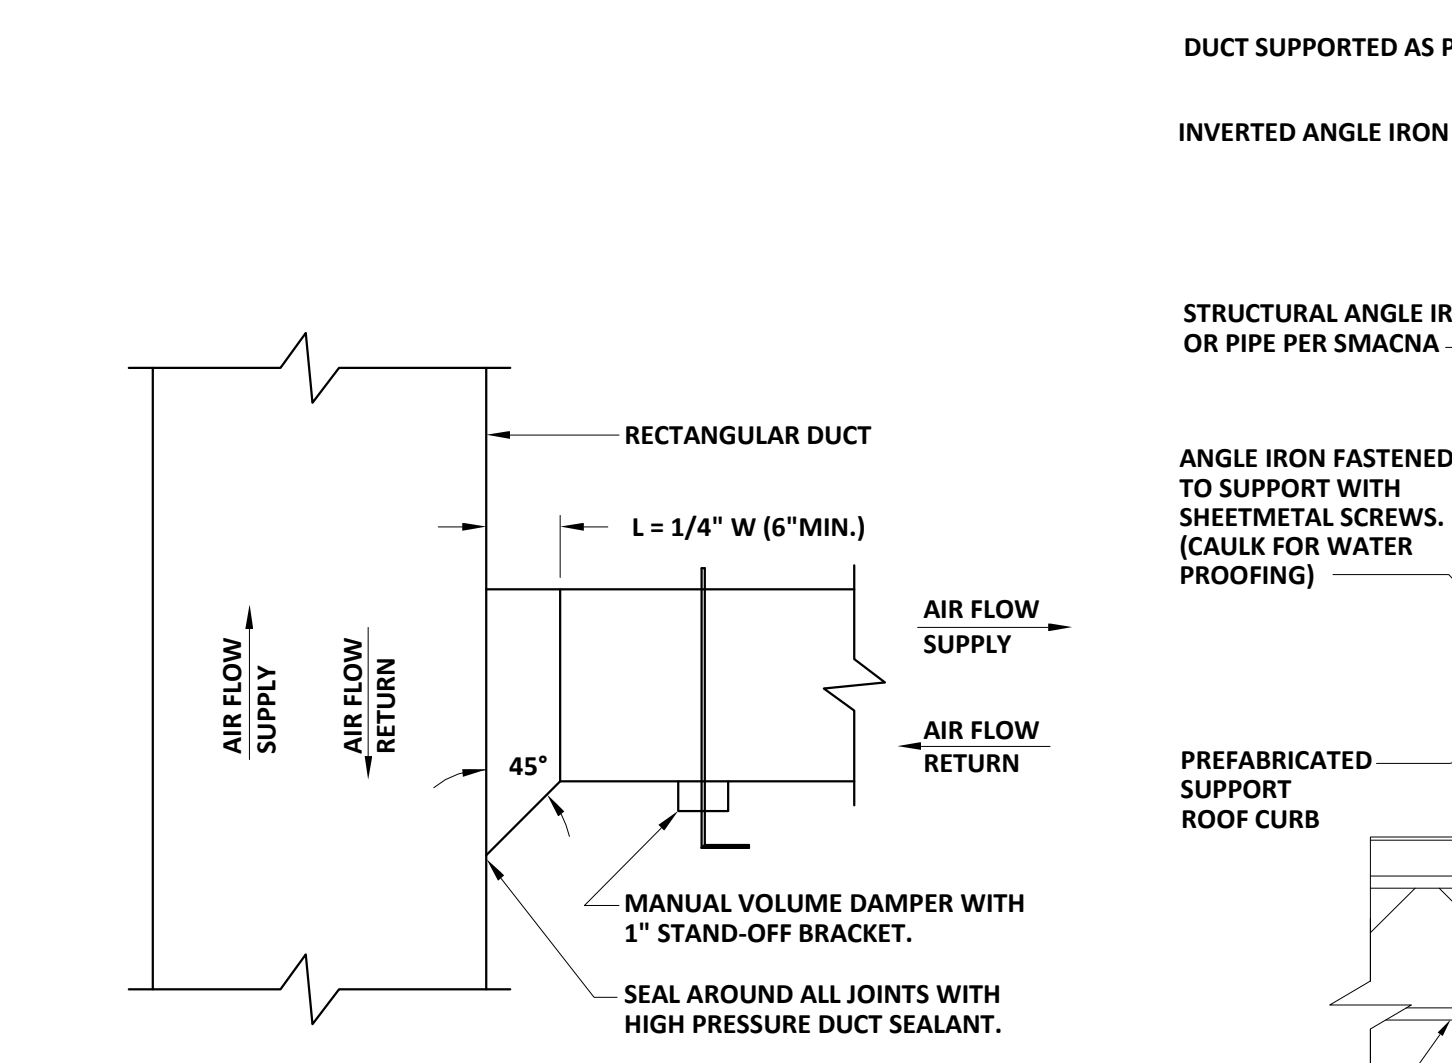 DUCT SUPPORTED AS
INVERTED ANGLE IRON
STRUCTURAL ANGLE
OR PIPE PER SMACNA
RECTANGULAR DUCT
ANGLE IRON FASTENED
TO SUPPORT WITH
SHEETMETAL SCREWS.
(CAULK FOR WATER
PROOFING)
L = 1/4" W (6"MIN.)
AIR FLOW
SUPPLY
AIR FLOW
RETURN
AIR FLOW
SUPPLY
AIR FLOW
RETURN
45°
PREFABRICATED
SUPPORT
ROOF CURB
MANUAL VOLUME DAMPER WITH
1" STAND-OFF BRACKET.
SEAL AROUND ALL JOINTS WITH
HIGH PRESSURE DUCT SEALANT.